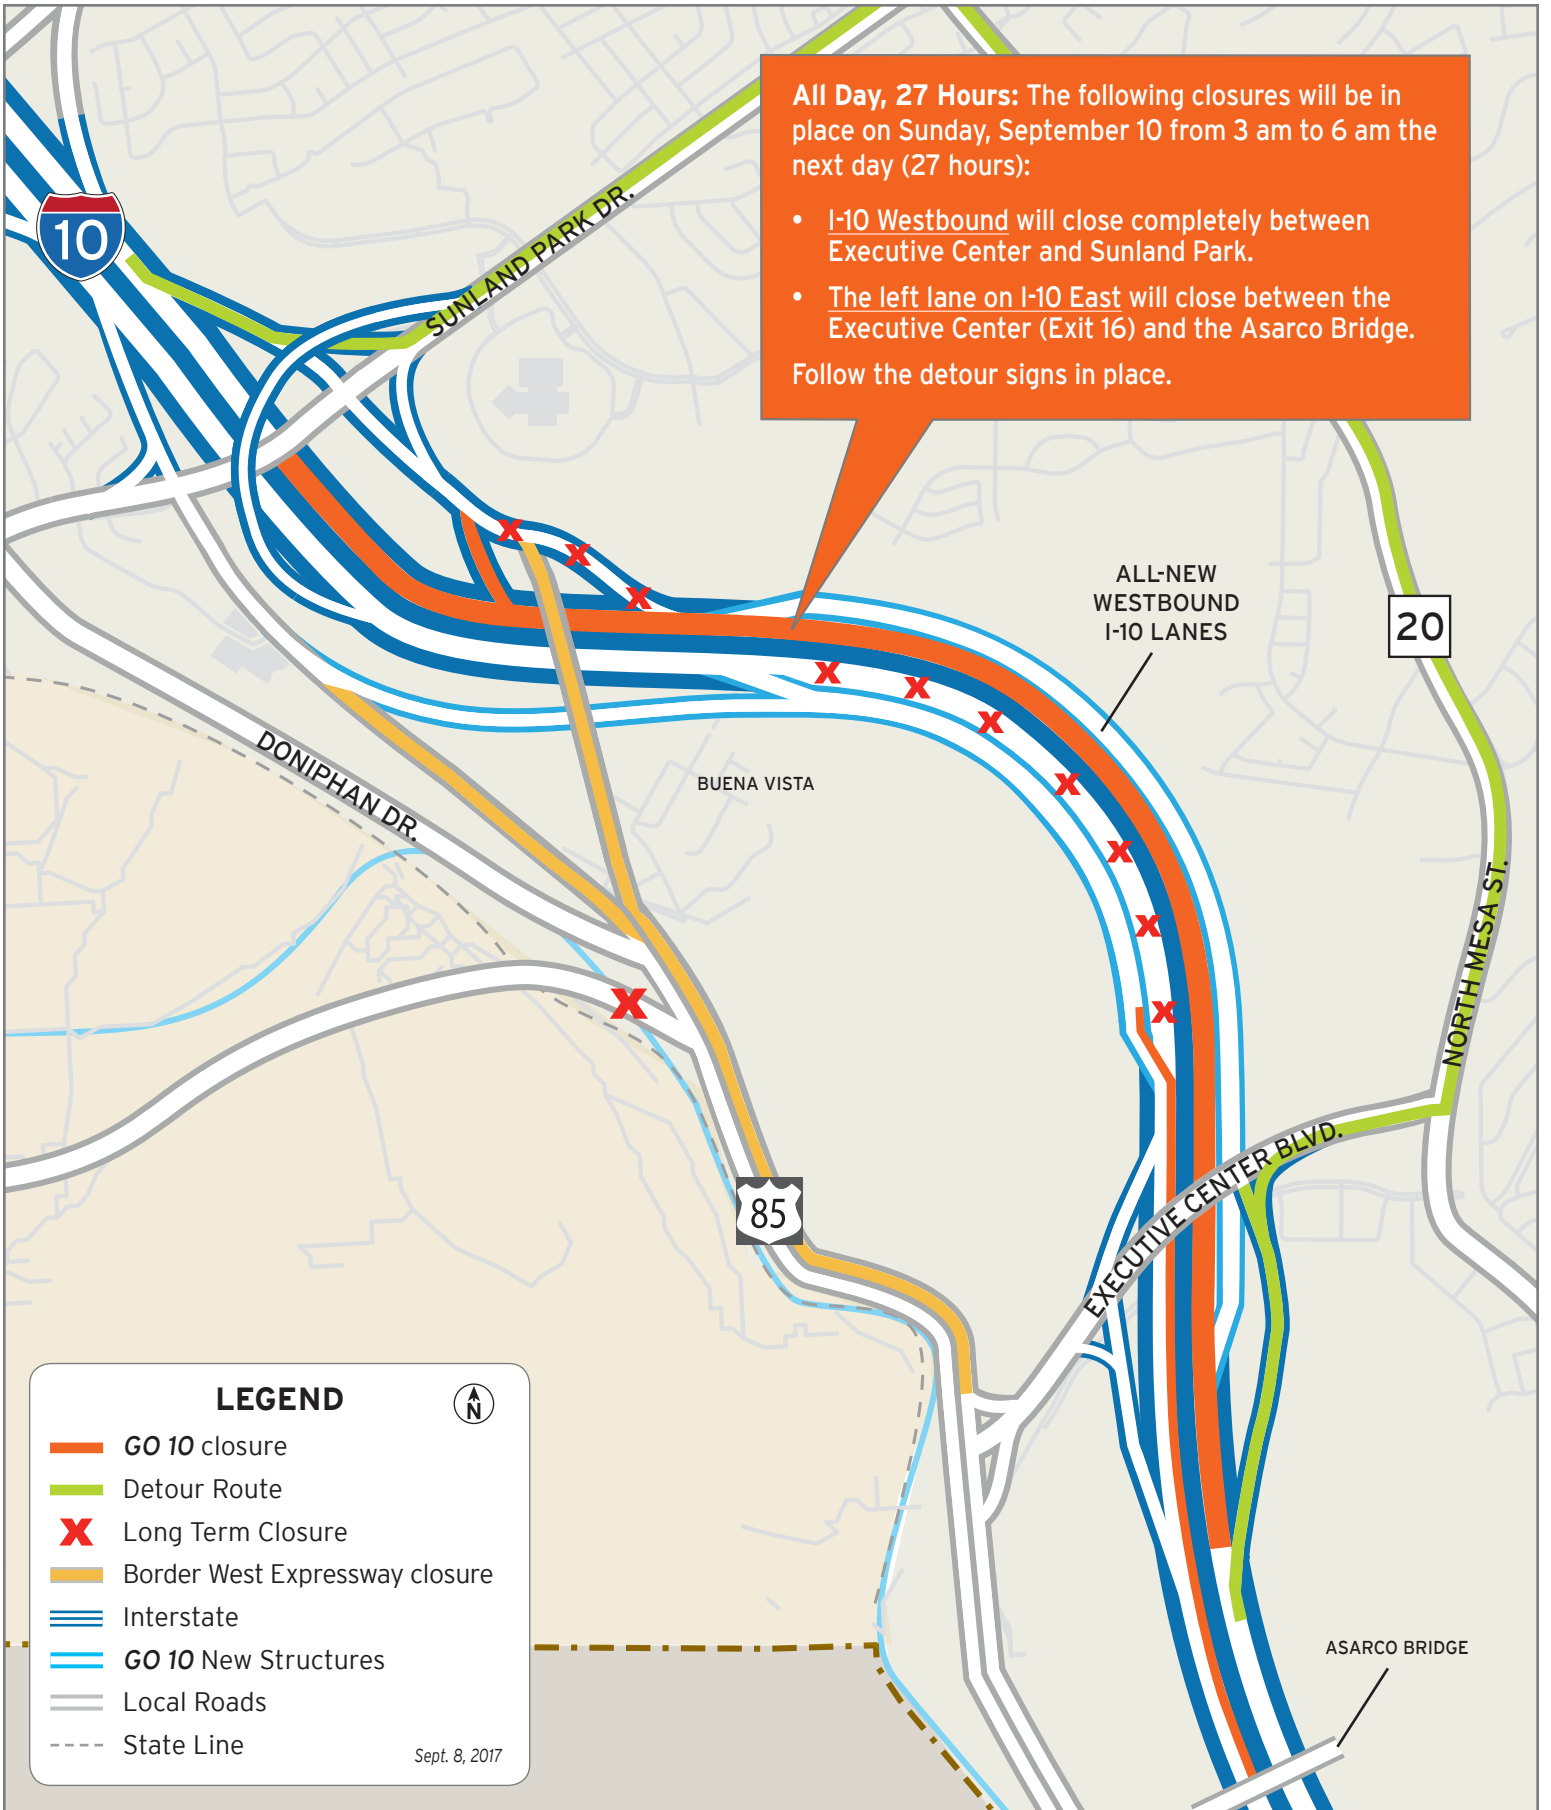 All Day, 27 Hours: The following closures will be in
place on Sunday, September 10 from 3 am to 6 am the
next day (27 hours):
• I-10 Westbound will close completely between
Executive Center and Sunland Park.
• The left lane on I-10 East will close between the
Executive Center (Exit 16) and the Asarco Bridge.
Follow the detour signs in place.
10
SUNLAND PARK DR.
ALL-NEW
WESTBOUND
I-10 LANES
20
DONIPHAN DR.
BUENA VISTA
NORTH MESA ST.
EXECUTIVE CENTER BLVD.
85
ASARCO BRIDGE
LEGEND
N
GO 10 closure
Detour Route
X Long Term Closure
Border West Expressway closure
Interstate
GO 10 New Structures
Local Roads
State Line
Sept. 8, 2017